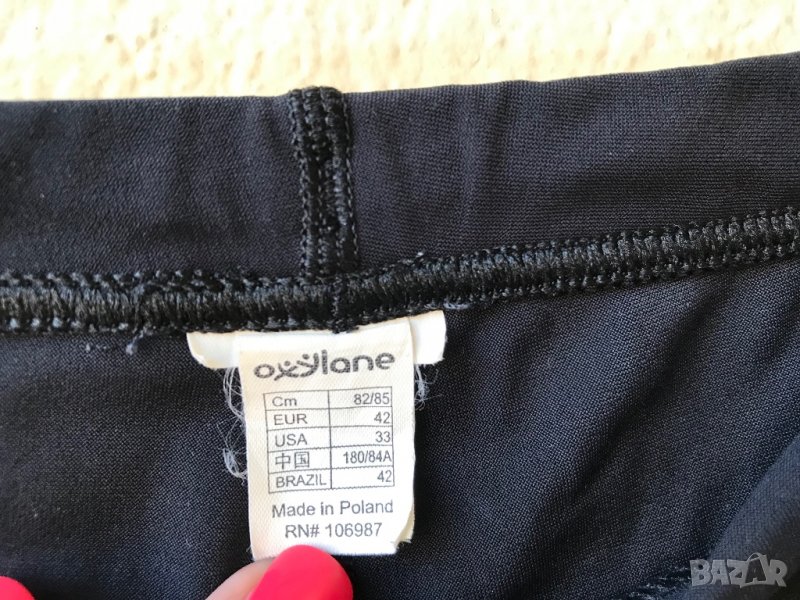 oxylane
Cm 82/85
EUR 42
USA 33
中国 180/84A
BRAZIL 42
Made in Poland
RN# 106987
BAZAR